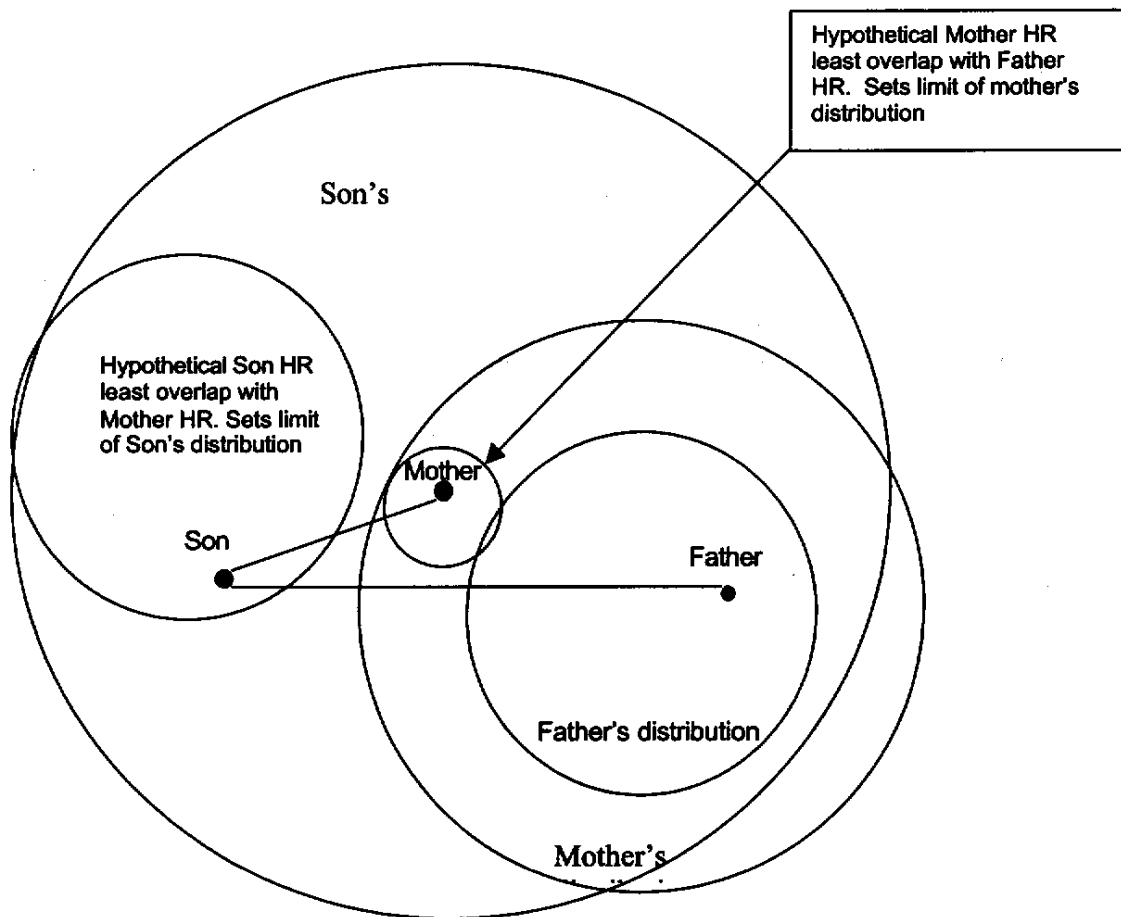 Hypothetical Mother HR
least overlap with Father
HR. Sets limit of mother's
distribution
Son's
Hypothetical Son HR
least overlap with
Mother HR. Sets limit
of Son's distribution
Mother
Son
Father
Father's distribution
Mother's